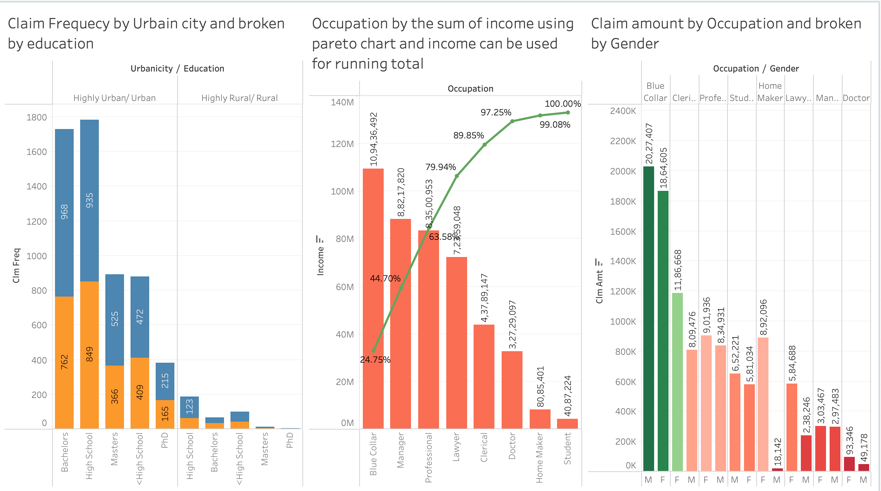 Claim Frequecy by Urbain city and broken
by education
Urbanicity / Education
Highly Urban/ Urban
Highly Rural/ Rural
Clm Freq
1800
1600
1400
1200
1000
800
600
400
200
0
968
762
935
849
525
366
472
409
215
165
123
Bachelors
High School
Masters
<High School
PhD
High School
Bachelors
<High School
Masters
PhD
Occupation by the sum of income using
pareto chart and income can be used
for running total
Occupation
Income
140M
120M
100M
80M
60M
40M
20M
0M
10,94,36,492
8,82,17,820
8,35,00,953
7,23,59,048
4,37,89,147
3,27,29,097
80,85,401
40,87,224
24.75%
44.70%
63.58%
79.94%
89.85%
97.25%
99.08%
100.00%
Blue Collar
Manager
Professional
Lawyer
Clerical
Doctor
Home Maker
Student
Claim amount by Occupation and broken
by Gender
Occupation / Gender
Blue
Collar
Cleri..
Profe..
Stud..
Home
Maker
Lawy..
Man..
Doctor
Clm Amt
2400K
2200K
2000K
1800K
1600K
1400K
1200K
1000K
800K
600K
400K
200K
0K
20,27,407
18,64,605
11,86,668
8,09,476
9,01,936
8,34,931
6,52,221
5,81,034
8,92,096
18,142
5,84,688
2,38,246
3,03,467
2,97,483
93,346
49,178
M F F M F M M F F M F M F M F M